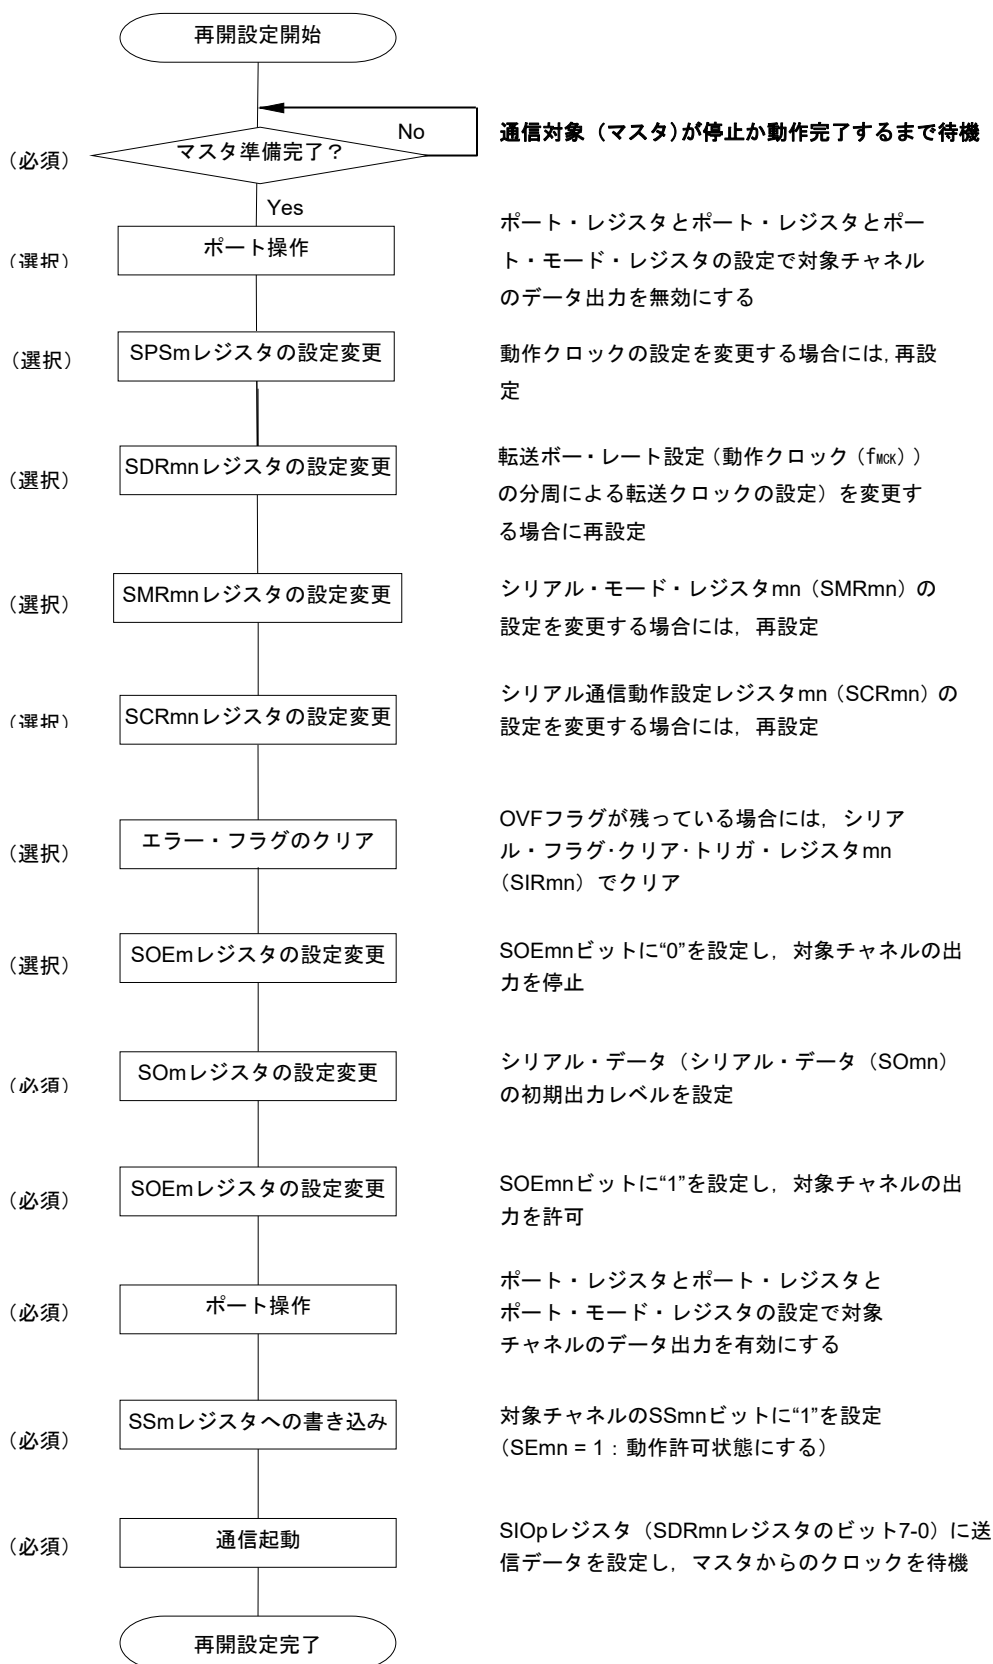 再開設定開始
No
通信対象（マスタ)が停止か動作完了するまで待機
（必須）
マスタ準備完了？
Yes
（選択）
ポート操作
ポート・レジスタとポート・レジスタとポー
ト・モード・レジスタの設定で対象チャネル
のデータ出力を無効にする
（選択）
SPSmレジスタの設定変更
動作クロックの設定を変更する場合には, 再設
定
（選択）
SDRmnレジスタの設定変更
転送ボー・レート設定（動作クロック（fMCK））
の分周による転送クロックの設定）を変更す
る場合に再設定
（選択）
SMRmnレジスタの設定変更
シリアル・モード・レジスタmn（SMRmn）の
設定を変更する場合には，再設定
（選択）
SCRmnレジスタの設定変更
シリアル通信動作設定レジスタmn（SCRmn）の
設定を変更する場合には，再設定
（選択）
エラー・フラグのクリア
OVFフラグが残っている場合には，シリア
ル・フラグ・クリア・トリガ・レジスタmn
（SIRmn）でクリア
（選択）
SOEmレジスタの設定変更
SOEmnビットに“0”を設定し，対象チャネルの出
力を停止
（必須）
SOmレジスタの設定変更
シリアル・データ（シリアル・データ（SOmn）
の初期出力レベルを設定
（必須）
SOEmレジスタの設定変更
SOEmnビットに“1”を設定し，対象チャネルの出
力を許可
（必須）
ポート操作
ポート・レジスタとポート・レジスタと
ポート・モード・レジスタの設定で対象
チャネルのデータ出力を有効にする
（必須）
SSmレジスタへの書き込み
対象チャネルのSSmnビットに“1”を設定
（SEmn = 1：動作許可状態にする）
（必須）
通信起動
SIOpレジスタ（SDRmnレジスタのビット7-0）に送
信データを設定し，マスタからのクロックを待機
再開設定完了